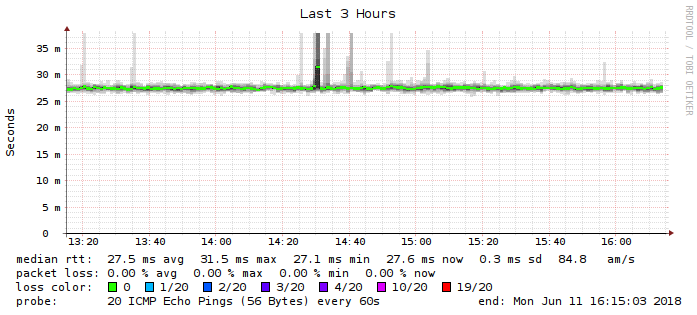 Last 3 Hours
RRDTOOL / TOBI OETIKER
Seconds
35 m
30 m
25 m
20 m
15 m
10 m
5 m
0
13:20 13:40 14:00 14:20 14:40 15:00 15:20 15:40 16:00
median rtt: 27.5 ms avg 31.5 ms max 27.1 ms min 27.6 ms now 0.3 ms sd 84.8 am/s
packet loss: 0.00 % avg 0.00 % max 0.00 % min 0.00 % now
loss color: 0 1/20 2/20 3/20 4/20 10/20 19/20
probe: 20 ICMP Echo Pings (56 Bytes) every 60s end: Mon Jun 11 16:15:03 2018